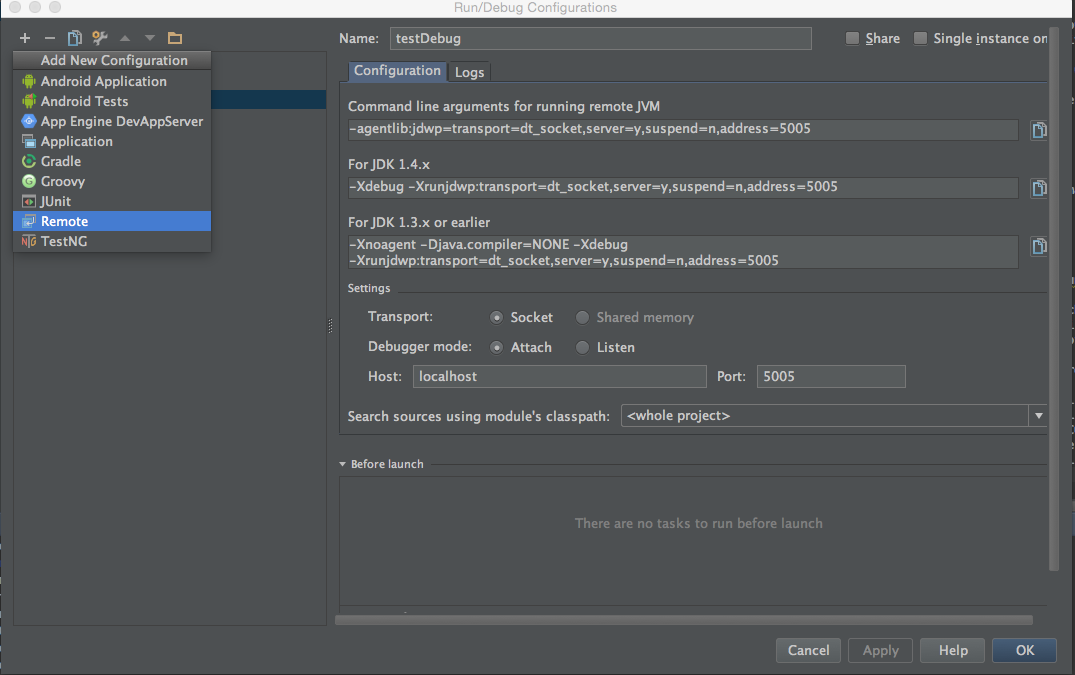 Run/Debug Configurations
Add New Configuration
Android Application
Android Tests
App Engine DevAppServer
Application
Gradle
Groovy
JUnit
Remote
TestNG
Name: testDebug Share Single instance on
Configuration Logs
Command line arguments for running remote JVM
-agentlib:jdwp=transport=dt_socket,server=y,suspend=n,address=5005
For JDK 1.4.x
-Xdebug -Xrunjdwp:transport=dt_socket,server=y,suspend=n,address=5005
For JDK 1.3.x or earlier
-Xnoagent -Djava.compiler=NONE -Xdebug
-Xrunjdwp:transport=dt_socket,server=y,suspend=n,address=5005
Settings
Transport: Socket Shared memory
Debugger mode: Attach Listen
Host: localhost Port: 5005
Search sources using module's classpath: <whole project>
Before launch
There are no tasks to run before launch
Cancel Apply Help OK